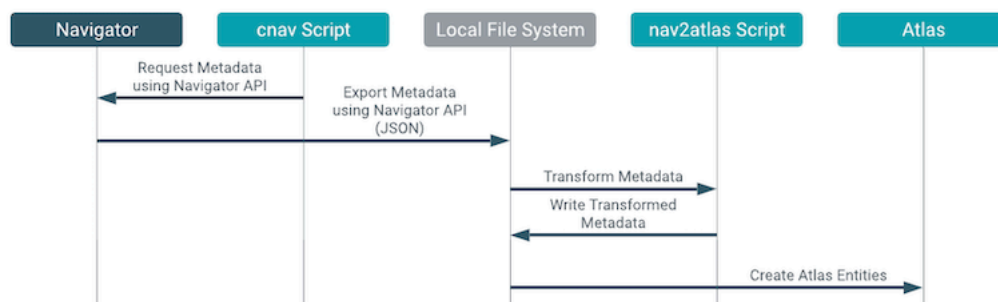 Navigator
cnav Script
Local File System
nav2atlas Script
Atlas
Request Metadata
using Navigator API
Export Metadata
using Navigator API
(JSON)
Transform Metadata
Write Transformed
Metadata
Create Atlas Entities